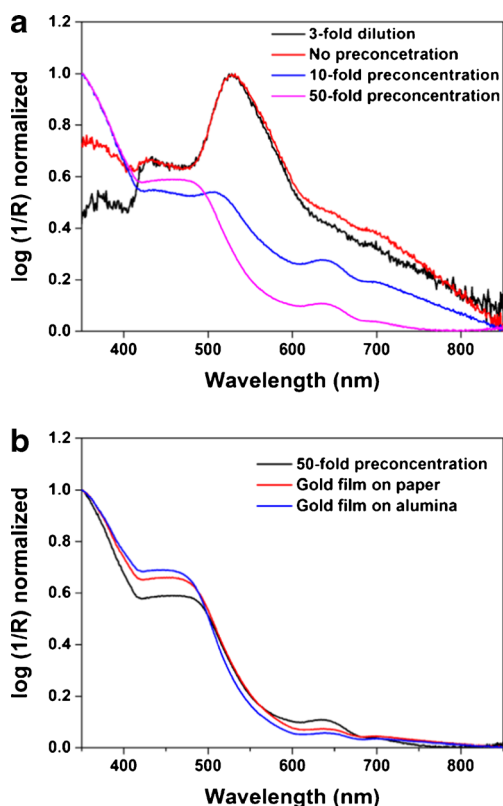 a
3-fold dilution
No preconcetration
10-fold preconcentration
50-fold preconcentration
log (1/R) normalized
1.2
1.0
0.8
0.6
0.4
0.2
0.0
400 500 600 700 800
Wavelength (nm)
b
50-fold preconcentration
Gold film on paper
Gold film on alumina
log (1/R) normalized
1.2
1.0
0.8
0.6
0.4
0.2
0.0
400 500 600 700 800
Wavelength (nm)